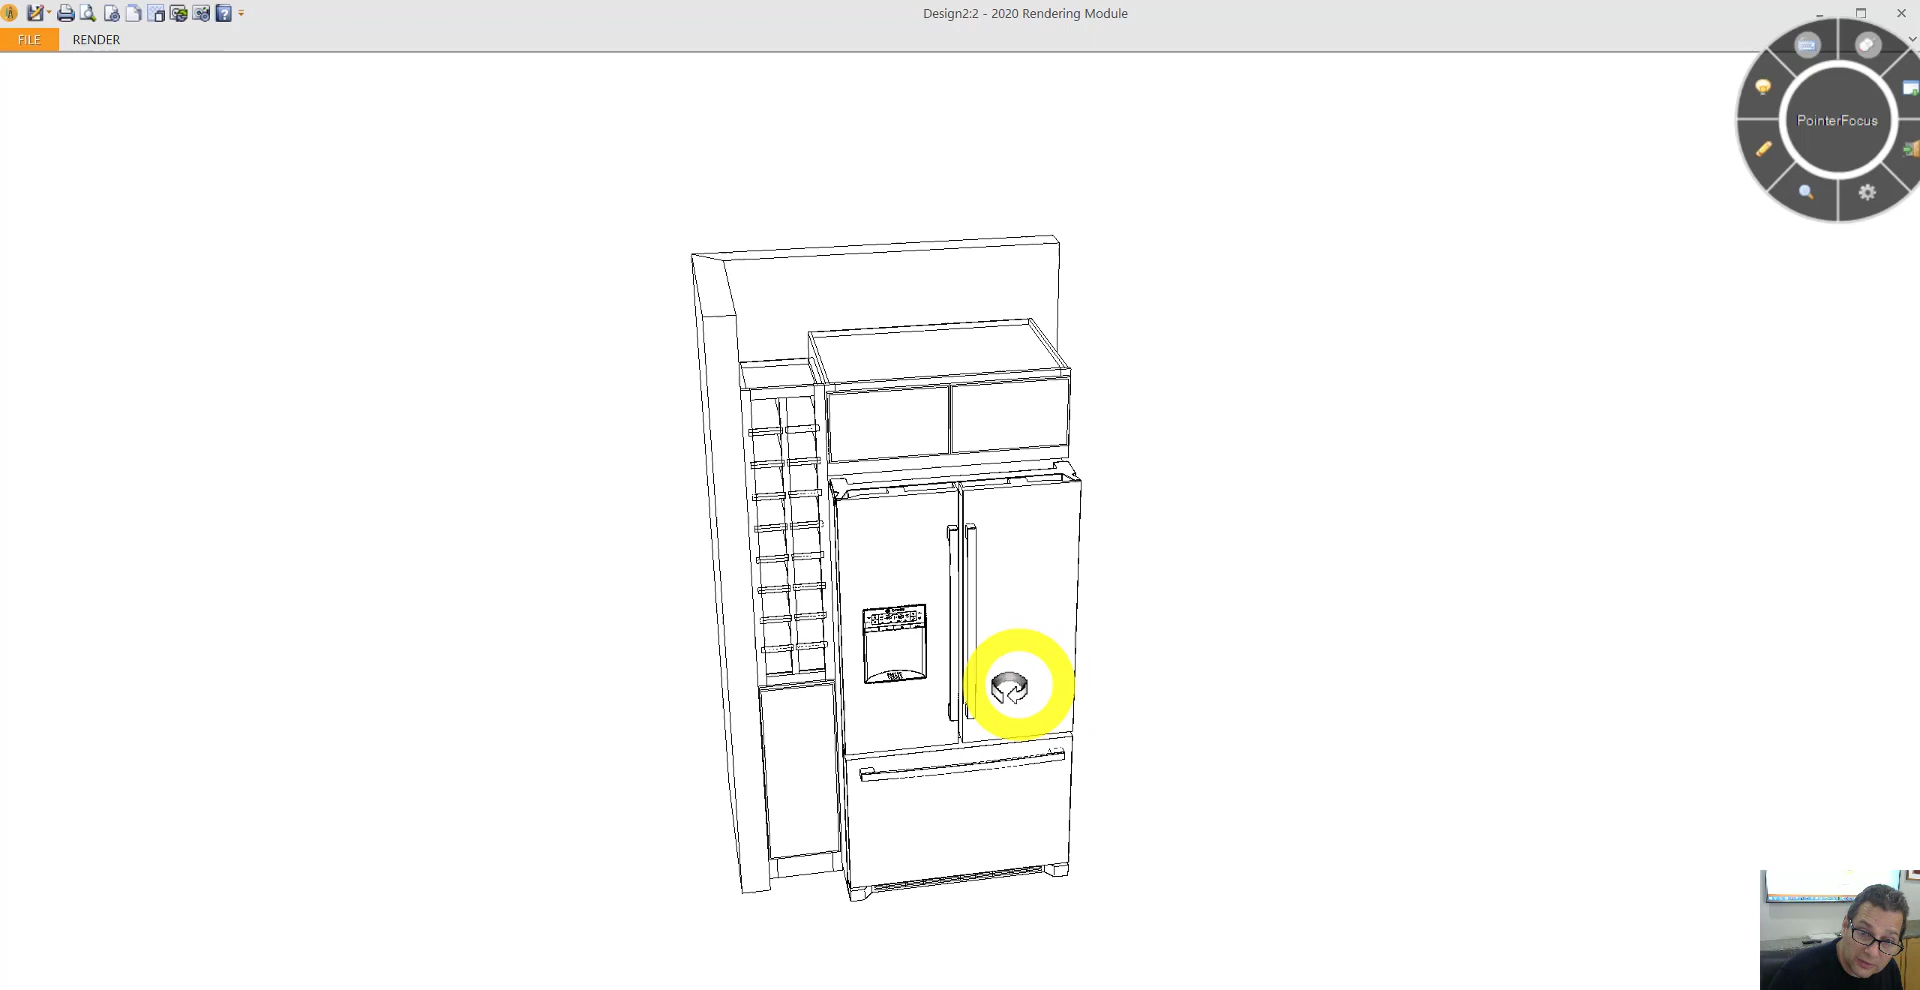 Design2:2 - 2020 Rendering Module
FILE
RENDER
PointerFocus